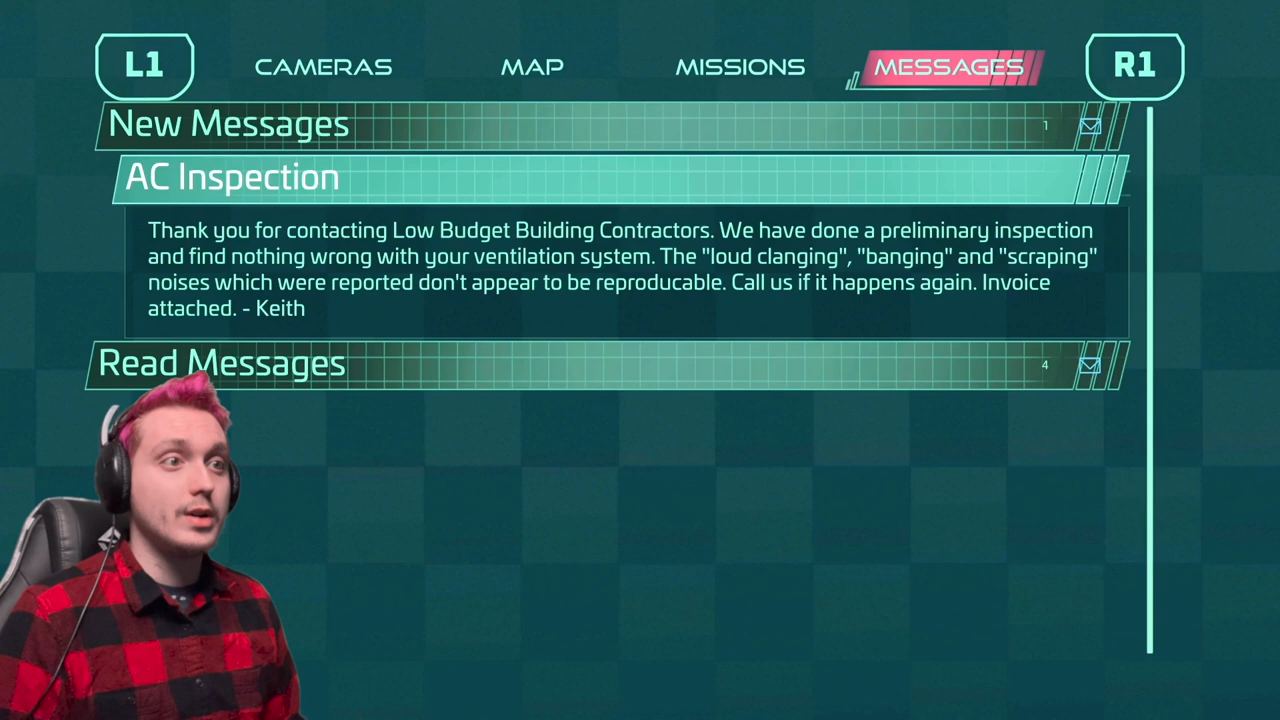 L1 CAMERAS MAP MISSIONS MESSAGES R1
New Messages 1
AC Inspection
Thank you for contacting Low Budget Building Contractors. We have done a preliminary inspection
and find nothing wrong with your ventilation system. The "loud clanging", "banging" and "scraping"
noises which were reported don't appear to be reproducable. Call us if it happens again. Invoice
attached. - Keith
Read Messages 4